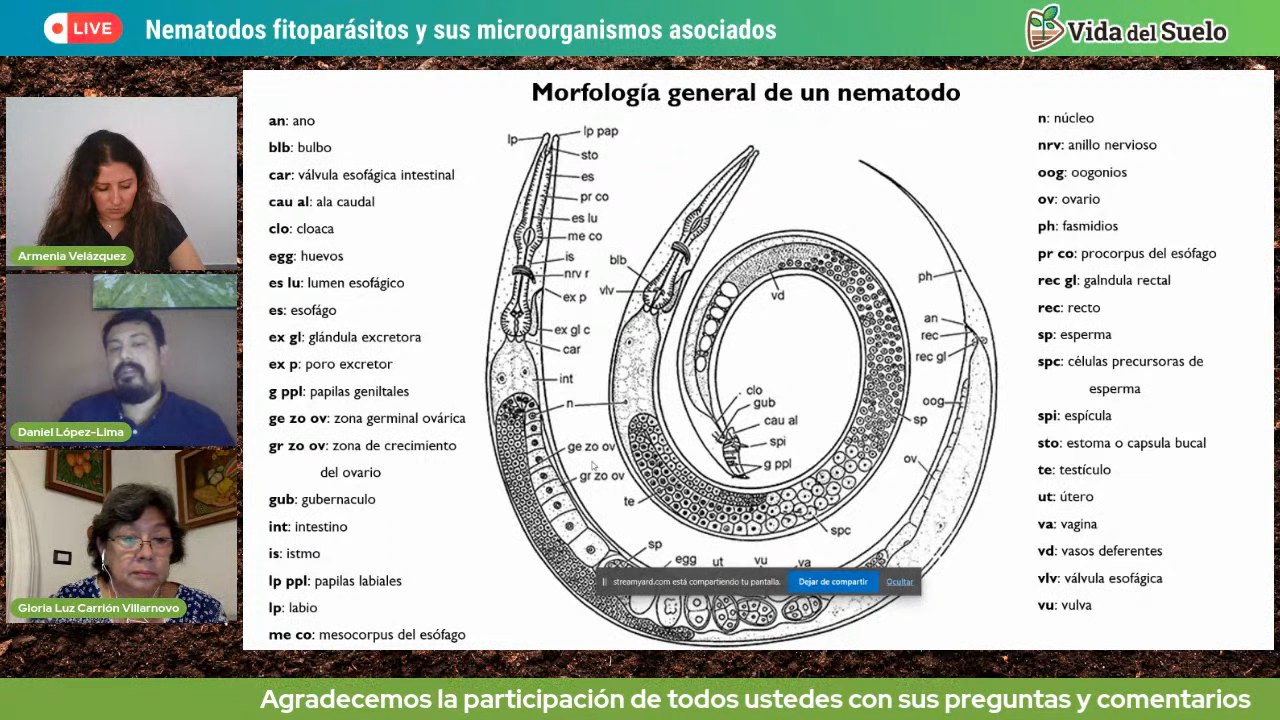 LIVE
Nematodos fitoparásitos y sus microorganismos asociados
Vida del Suelo
Armenia Velázquez
Daniel López-Lima
Gloria Luz Carrión Villarnovo
Morfología general de un nematodo
an: ano
blb: bulbo
car: válvula esofágica intestinal
cau al: ala caudal
clo: cloaca
egg: huevos
es lu: lumen esofágico
es: esofágo
ex gl: glándula excretora
ex p: poro excretor
g ppl: papilas geniltales
ge zo ov: zona germinal ovárica
gr zo ov: zona de crecimiento
del ovario
gub: gubernaculo
int: intestino
is: istmo
lp ppl: papilas labiales
lp: labio
me co: mesocorpus del esófago
lp
lp pap
sto
es
pr co
es lu
me co
is
nrv r
ex p
ex gl c
car
int
n
ge zo ov
gr zo ov
te
sp
egg
ut
vu
va
blb
vlv
vd
clo
gub
cau al
spi
g ppl
spc
sp
ph
an
rec
rec gl
oog
ov
streamyard.com está compartiendo tu pantalla.
Dejar de compartir
Ocultar
n: núcleo
nrv: anillo nervioso
oog: oogonios
ov: ovario
ph: fasmidios
pr co: procorpus del esófago
rec gl: galndula rectal
rec: recto
sp: esperma
spc: células precursoras de
esperma
spi: espícula
sto: estoma o capsula bucal
te: testículo
ut: útero
va: vagina
vd: vasos deferentes
vlv: válvula esofágica
vu: vulva
Agradecemos la participación de todos ustedes con sus preguntas y comentarios